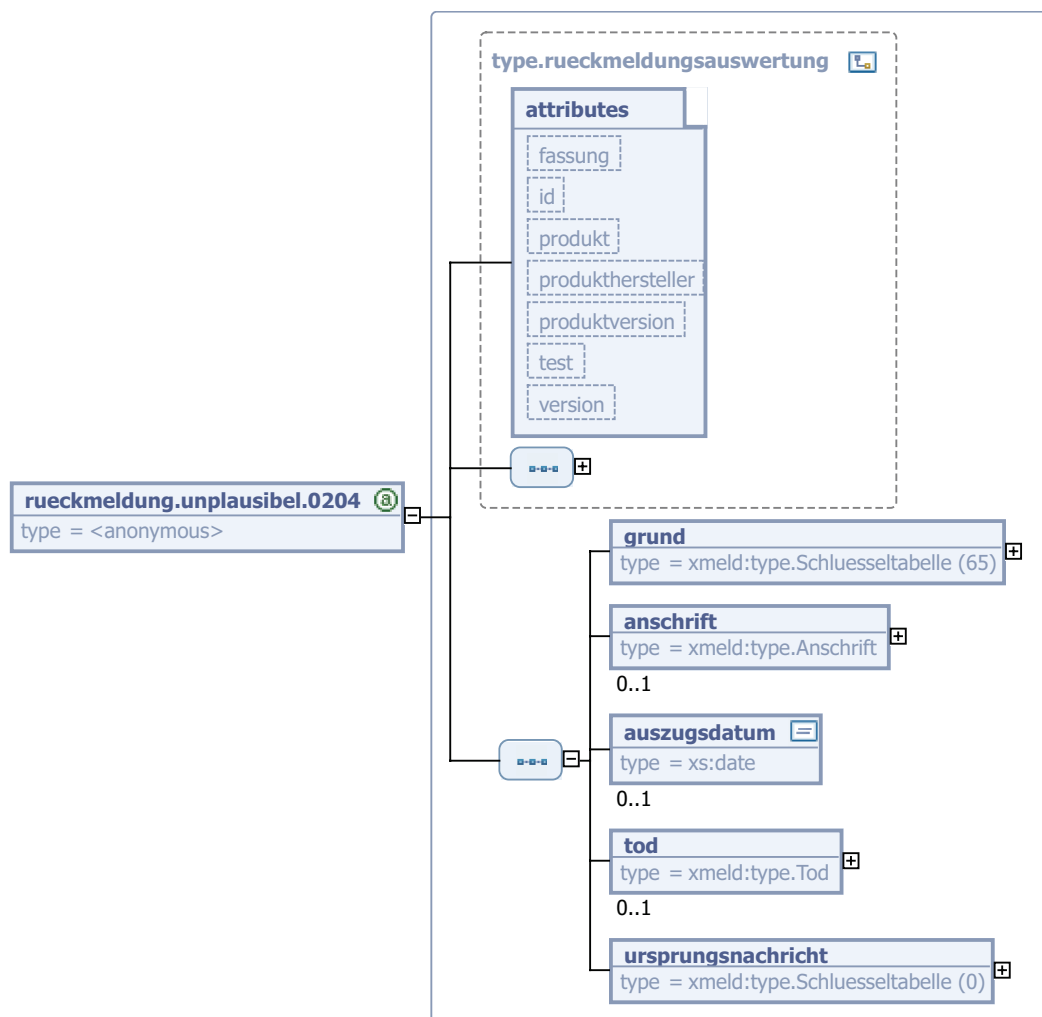 type.rueckmeldungsauswertung
attributes
fassung
id
produkt
produkthersteller
produktversion
test
version
rueckmeldung.unplausibel.0204 a
type = <anonymous>
grund
type = xmeld:type.Schluesseltabelle (65)
anschrift
type = xmeld:type.Anschrift
0..1
auszugsdatum
type = xs:date
0..1
tod
type = xmeld:type.Tod
0..1
ursprungsnachricht
type = xmeld:type.Schluesseltabelle (0)